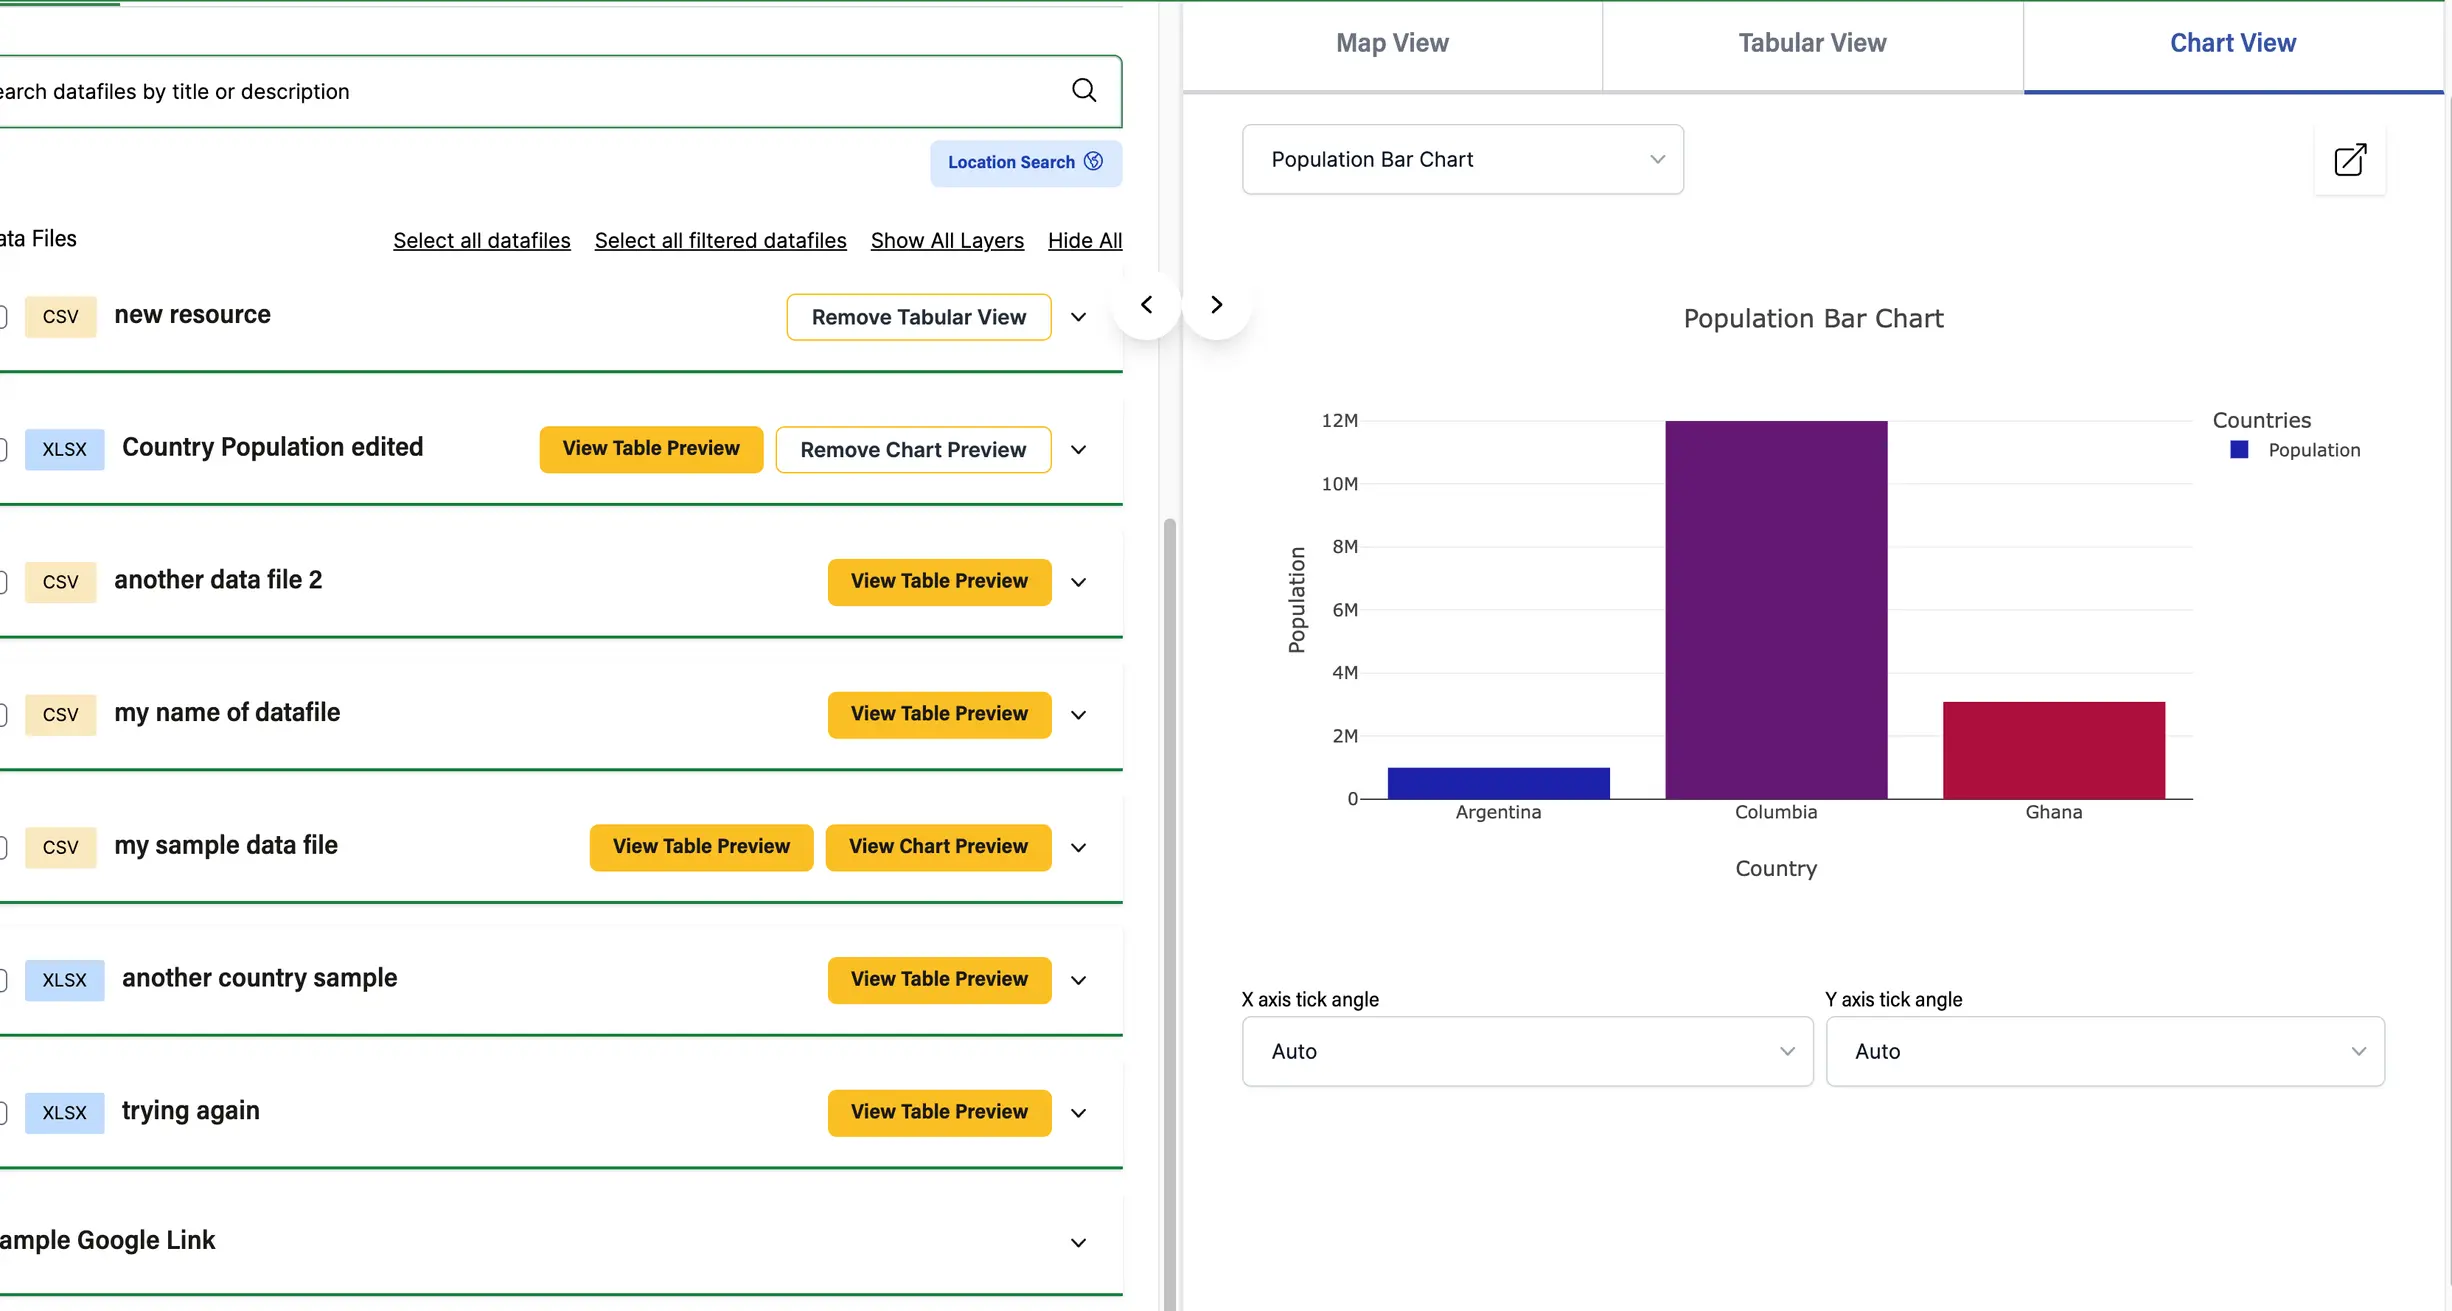 earch datafiles by title or description
Location Search
ata Files
Select all datafiles
Select all filtered datafiles
Show All Layers
Hide All
CSV
new resource
Remove Tabular View
XLSX
Country Population edited
View Table Preview
Remove Chart Preview
CSV
another data file 2
View Table Preview
CSV
my name of datafile
View Table Preview
CSV
my sample data file
View Table Preview
View Chart Preview
XLSX
another country sample
View Table Preview
XLSX
trying again
View Table Preview
ample Google Link
Map View
Tabular View
Chart View
Population Bar Chart
Population Bar Chart
12M
10M
8M
6M
4M
2M
0
Population
Argentina
Columbia
Ghana
Country
Countries
Population
X axis tick angle
Auto
Y axis tick angle
Auto